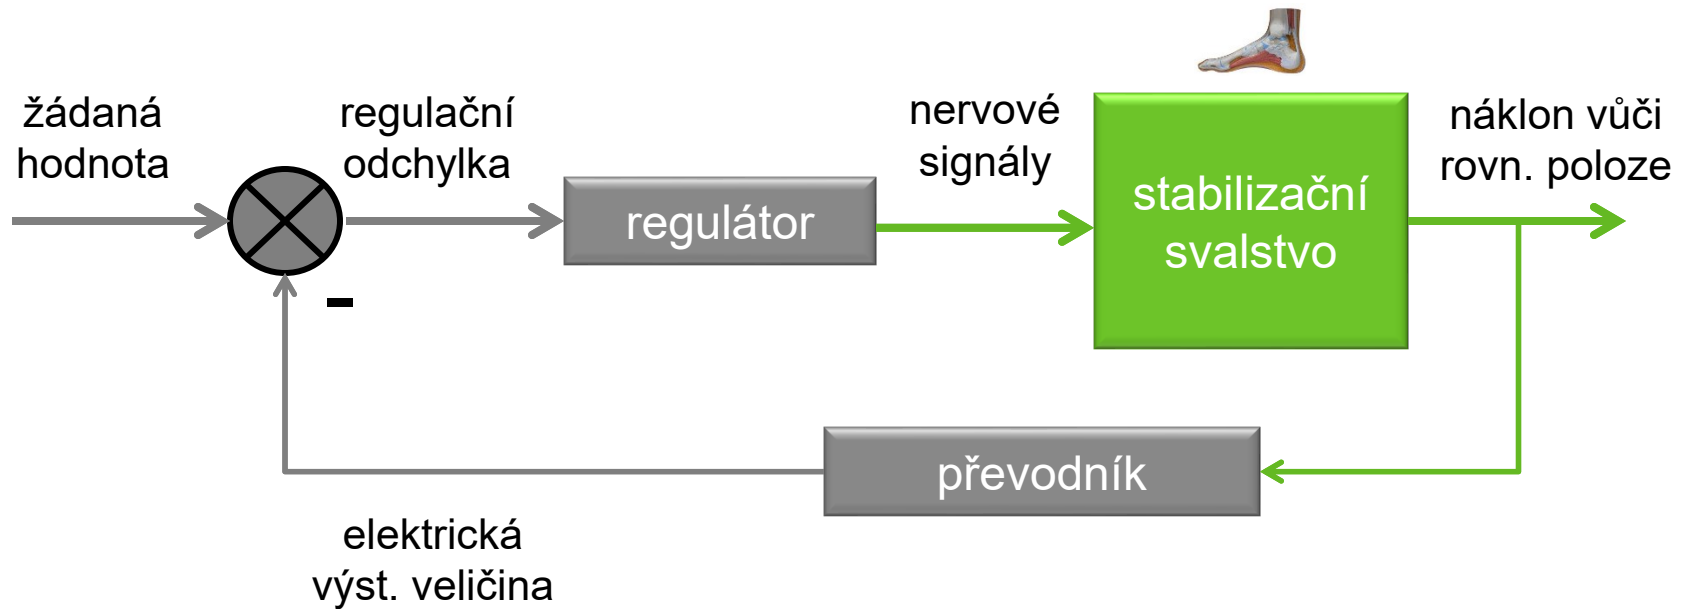 žádaná
hodnota
regulační
odchylka
regulátor
nervové
signály
stabilizační
svalstvo
náklon vůči
rovn. poloze
-
převodník
elektrická
výst. veličina